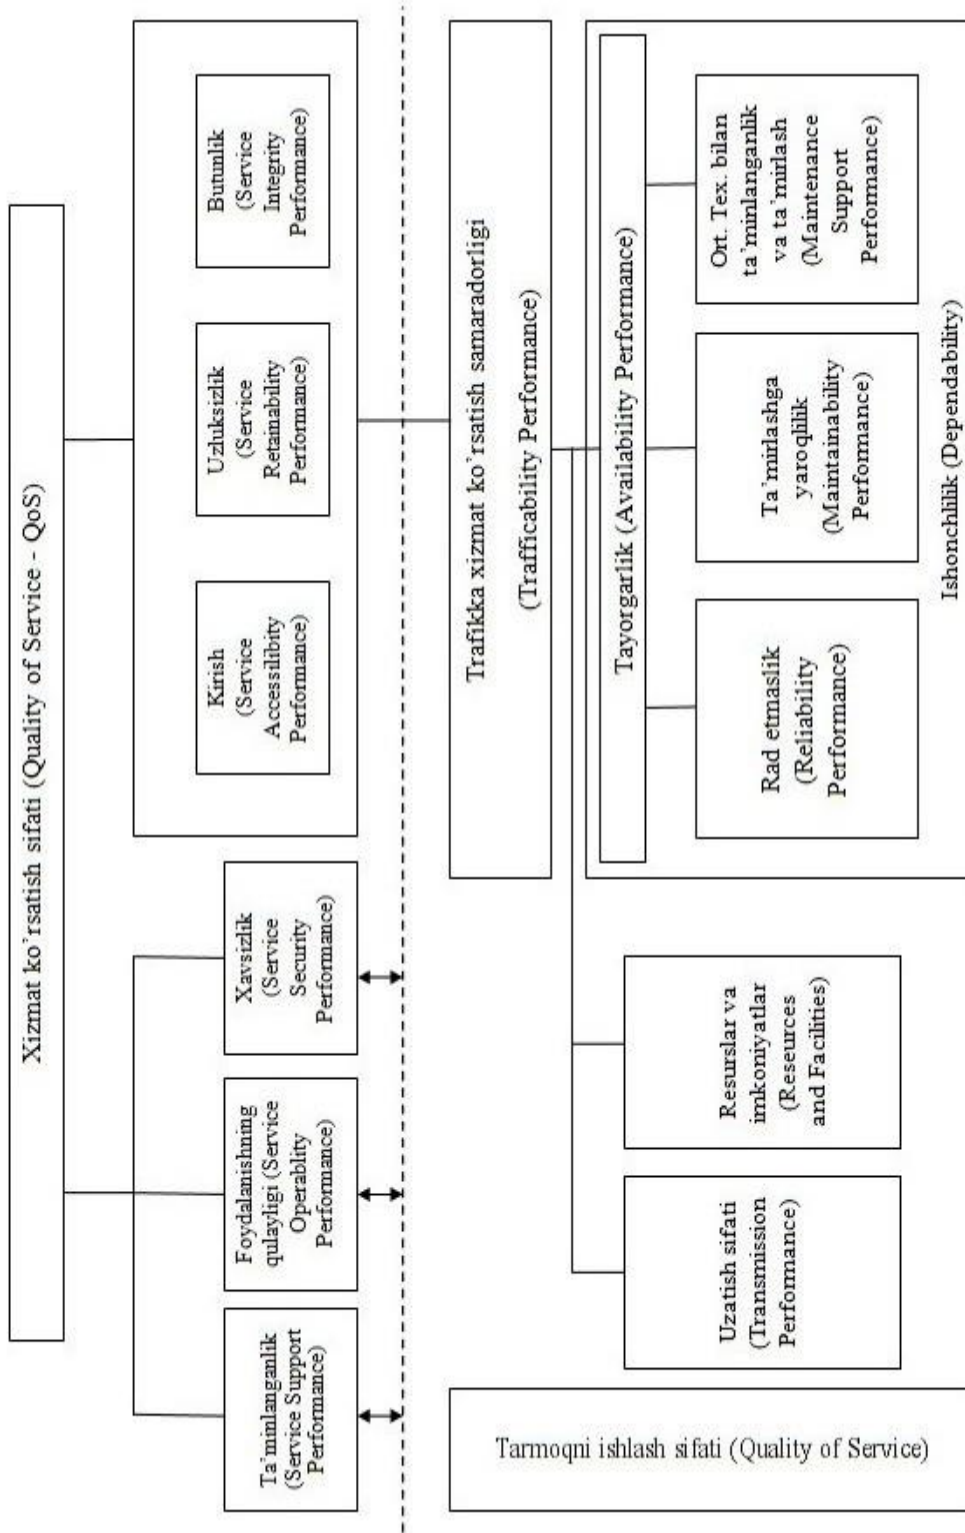 Xizmat ko'rsatish sifati (Quality of Service - QoS)
Ta'minlanganlik
(Service Support
Performance)
Foydalanishning
qulayligi (Service
Operablity
Performance)
Xavsizlik
(Service
Security
Performance)
Kirish
(Service
Accessilibity
Performance)
Uzluksizlik
(Service
Retainability
Performance)
Butunlik
(Service
Integrity
Performance)
Tarmoqni ishlash sifati (Quality of Service)
Trafikka xizmat ko'rsatish samaradorligi
(Trafficability Performance)
Uzatish sifati
(Transmission
Performance)
Resurslar va
imkoniyatlar
(Reseurces
and Facilities)
Tayorgarlik (Availability Performance)
Rad etmaslik
(Reliability
Performance)
Ta'mirlashga
yaroqlilik
(Maintainability
Performance)
Ort. Tex. bilan
ta'minlanganlik
va ta'mirlash
(Maintenance
Support
Performance)
Ishonchlilik (Dependability)